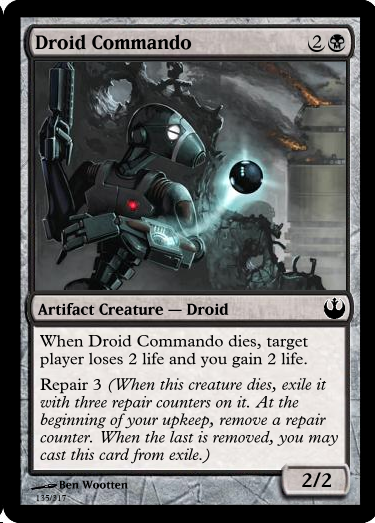 Droid Commando 2
Artifact Creature — Droid
When Droid Commando dies, target
player loses 2 life and you gain 2 life.
Repair 3 (When this creature dies, exile it
with three repair counters on it. At the
beginning of your upkeep, remove a repair
counter. When the last is removed, you may
cast this card from exile.)
2/2
Ben Wootten
135/317